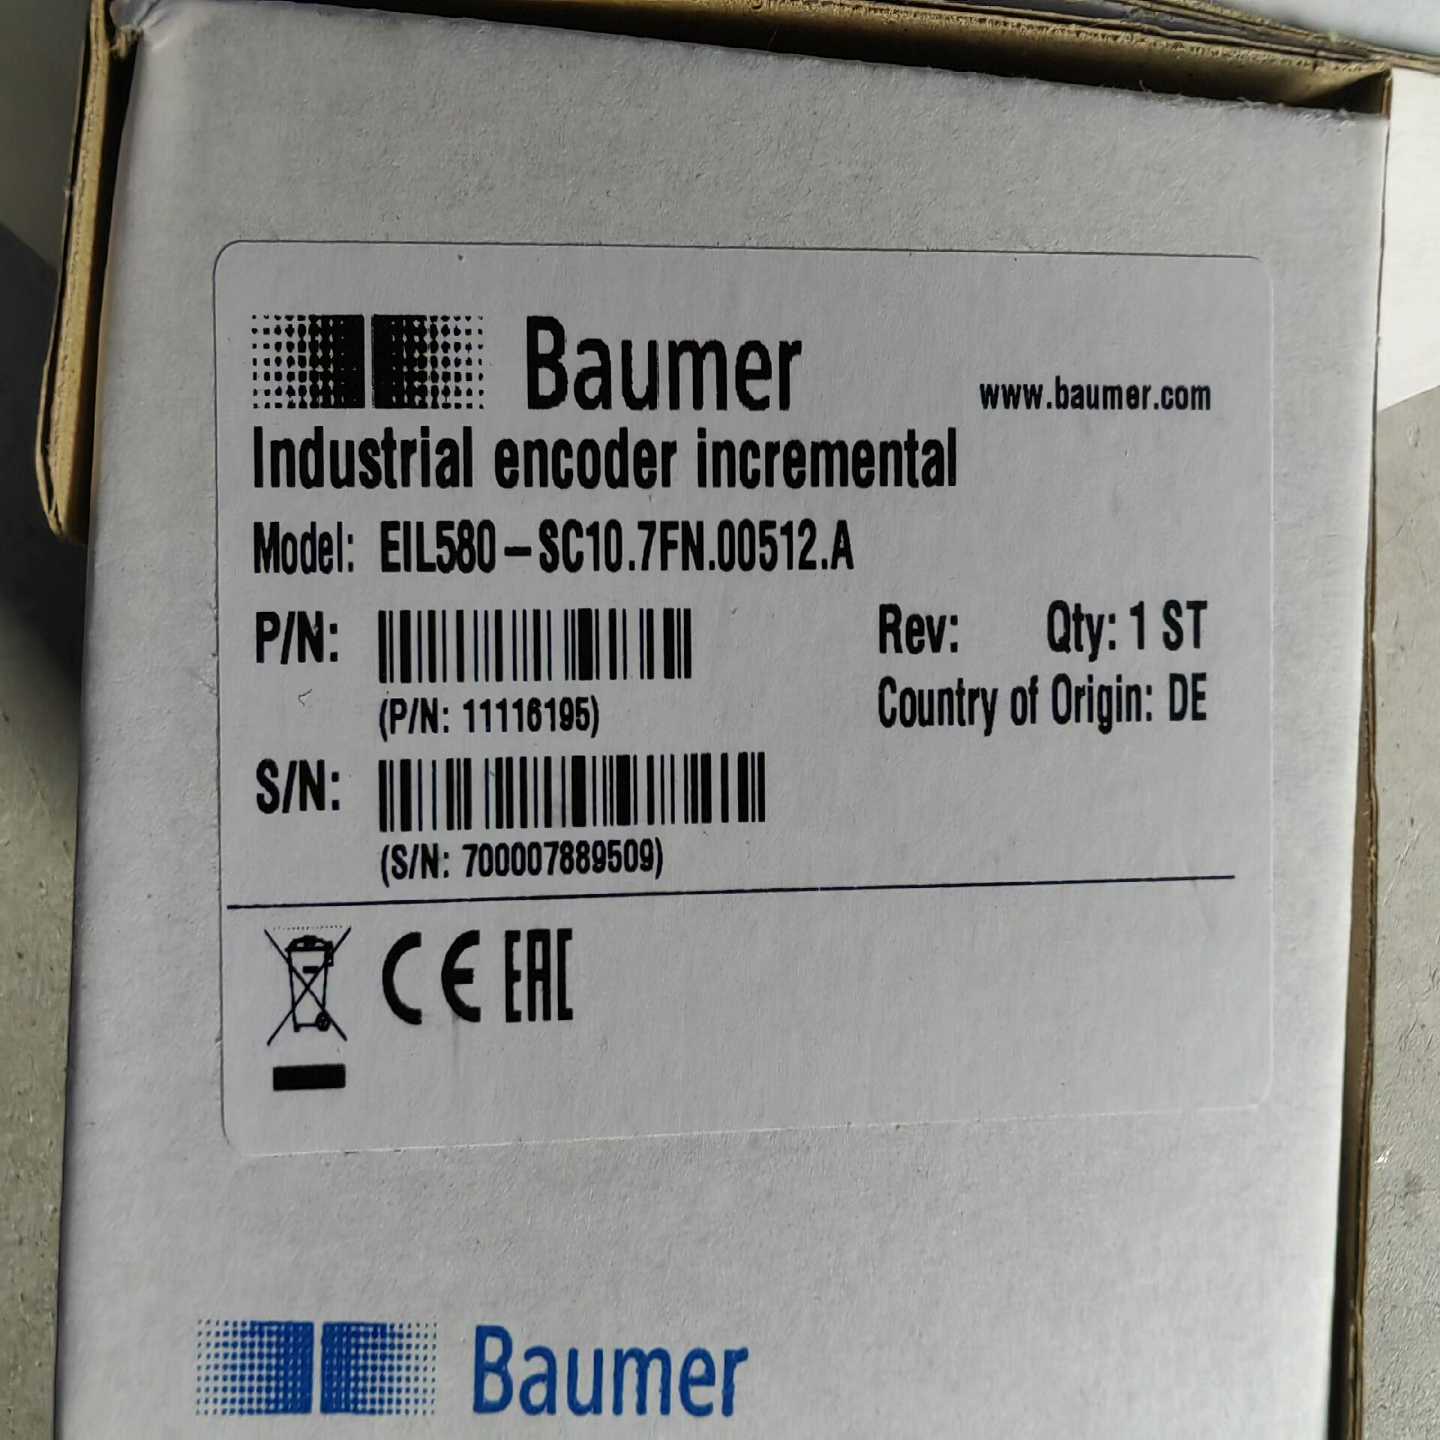 Baumer
www.baumer.com
Industrial encoder incremental
Model: EIL580-SC10.7FN.00512.A
P/N:
Rev: Qty: 1 ST
(P/N: 11116195)
Country of Origin: DE
S/N:
(S/N: 700007889509)
CE EAC
Baumer